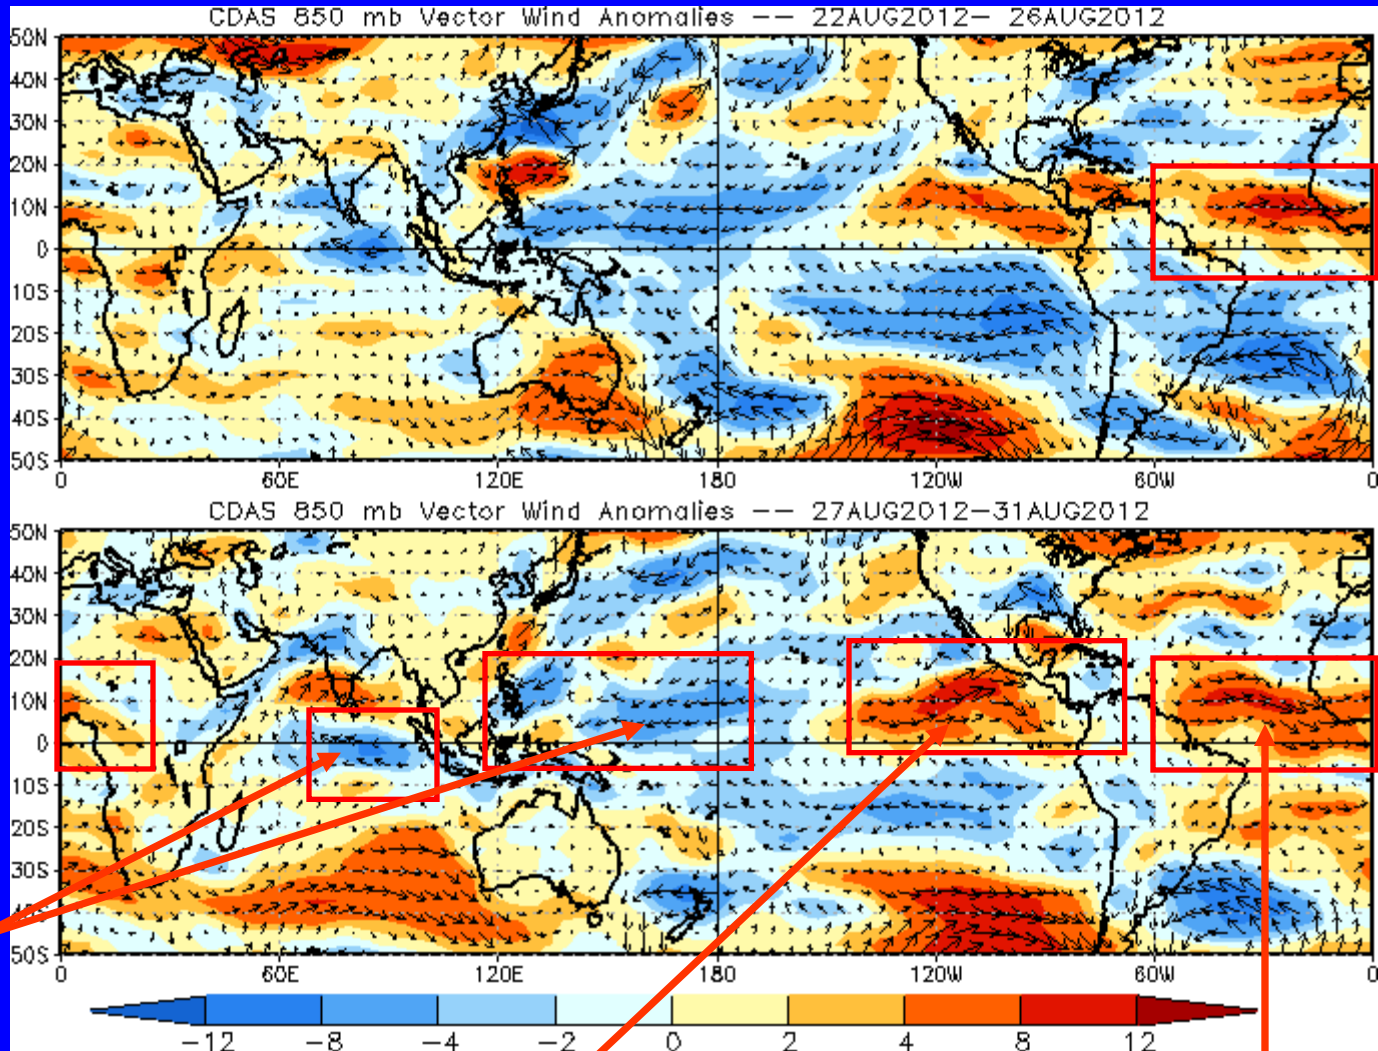 CDAS 850 mb Vector Wind Anomalies -- 22AUG2012- 26AUG2012
50N
40N
30N
20N
10N
0
10S
20S
30S
40S
50S
0 60E 120E 180 120W 60W 0
CDAS 850 mb Vector Wind Anomalies -- 27AUG2012-31AUG2012
50N
40N
30N
20N
10N
0
10S
20S
30S
40S
50S
0 60E 120E 180 120W 60W 0
-12 -8 -4 -2 0 2 4 8 12